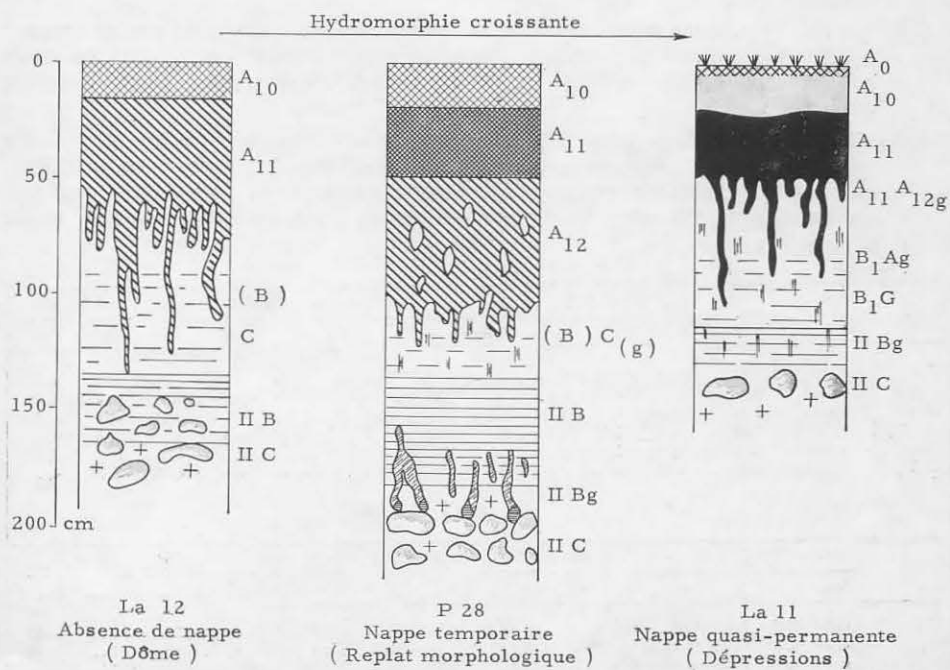 Hydromorphie croissante
0
50
100
150
200 cm
A10
A11
(B)
C
II B
II C
A10
A11
A12
(B) C(g)
II B
II Bg
II C
A0
A10
A11 
A11 A12g
B1Ag
B1G
II Bg
II C
La 12
Absence de nappe
(Dôme)
P 28
Nappe temporaire
(Replat morphologique)
La 11
Nappe quasi-permanente
(Dépressions)